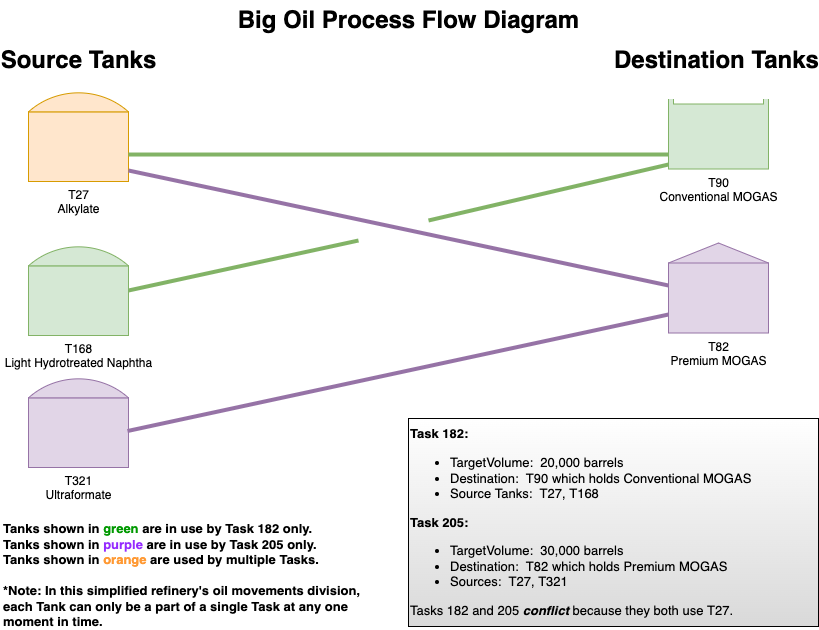 Big Oil Process Flow Diagram
Source Tanks
Destination Tanks
T27
Alkylate
T90
Conventional MOGAS
T168
Light Hydrotreated Naphtha
T82
Premium MOGAS
T321
Ultraformate
Tanks shown in green are in use by Task 182 only.
Tanks shown in purple are in use by Task 205 only.
Tanks shown in orange are used by multiple Tasks.
*Note: In this simplified refinery's oil movements division,
each Tank can only be a part of a single Task at any one
moment in time.
Task 182:
• TargetVolume: 20,000 barrels
• Destination: T90 which holds Conventional MOGAS
• Source Tanks: T27, T168
Task 205:
• TargetVolume: 30,000 barrels
• Destination: T82 which holds Premium MOGAS
• Sources: T27, T321
Tasks 182 and 205 conflict because they both use T27.